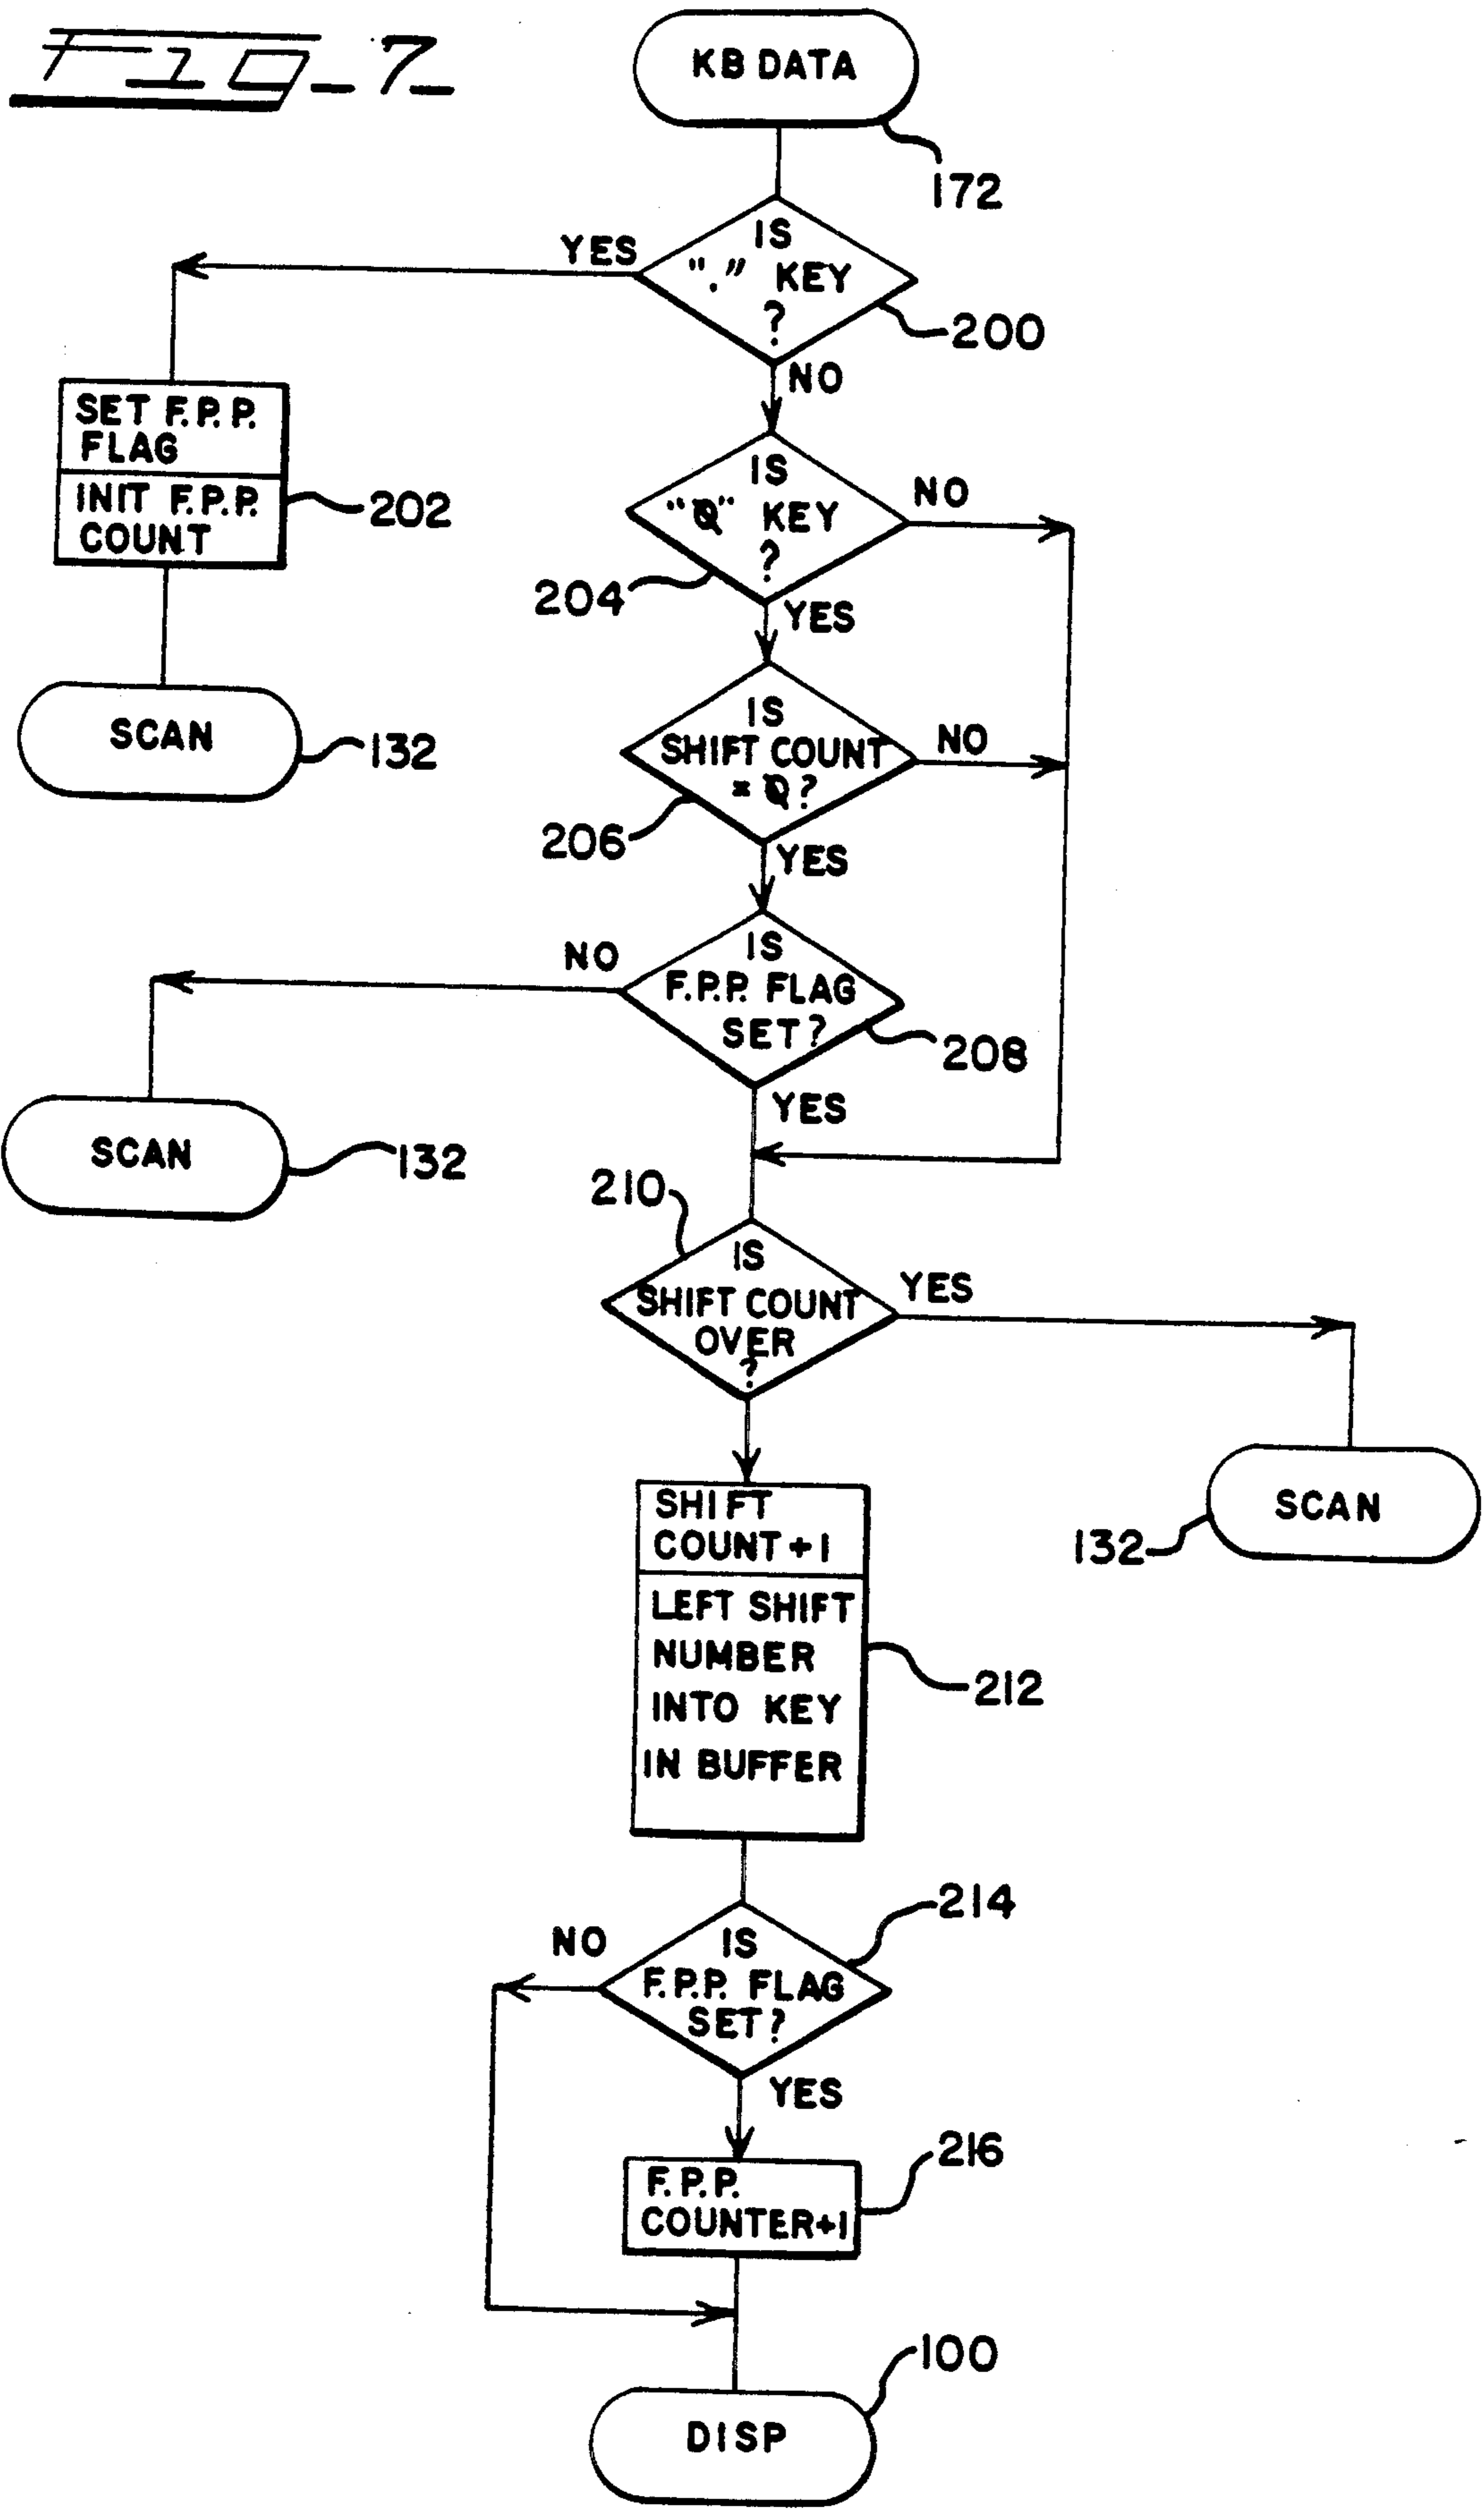 FIG_7
KB DATA
172
IS
"." KEY
?
YES
200
NO
SET F.P.P.
FLAG
INIT F.P.P.
COUNT
202
IS
"0" KEY
?
NO
204
YES
SCAN
132
IS
SHIFT COUNT
= 0?
NO
206
YES
IS
F.P.P. FLAG
SET?
NO
208
YES
SCAN
132
210
IS
SHIFT COUNT
OVER
?
YES
SCAN
132
SHIFT
COUNT+1
LEFT SHIFT
NUMBER
INTO KEY
IN BUFFER
212
214
NO
IS
F.P.P. FLAG
SET?
YES
216
F.P.P.
COUNTER+1
100
DISP